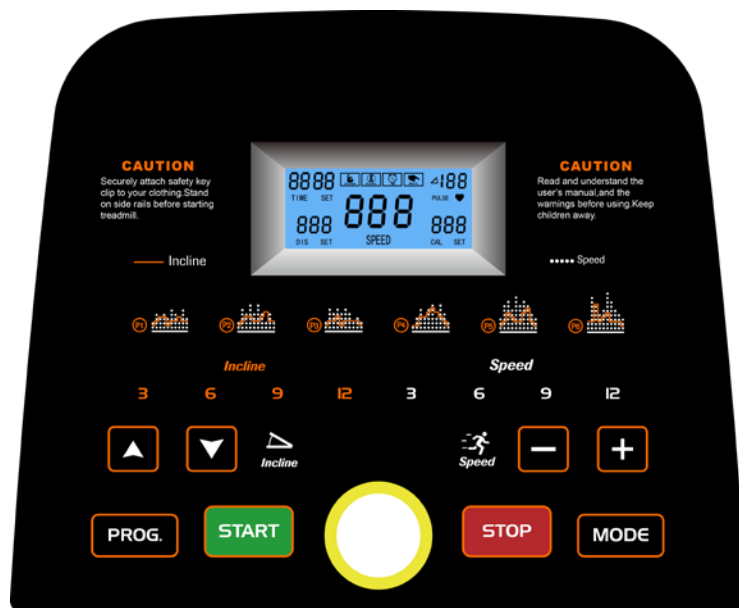 CAUTION
Securely attach safety key
clip to your clothing.Stand
on side rails before starting
treadmill.
CAUTION
Read and understand the
user's manual,and the
warnings before using.Keep
children away.
88 88
188
TIME SET
PULSE
888
888
888
DIS SET
SPEED
CAL SET
Incline
Speed
P1 P2 P3 P4 P5 P6
Incline Speed
3 6 9 12 3 6 9 12
Incline
Speed
PROG. START STOP MODE